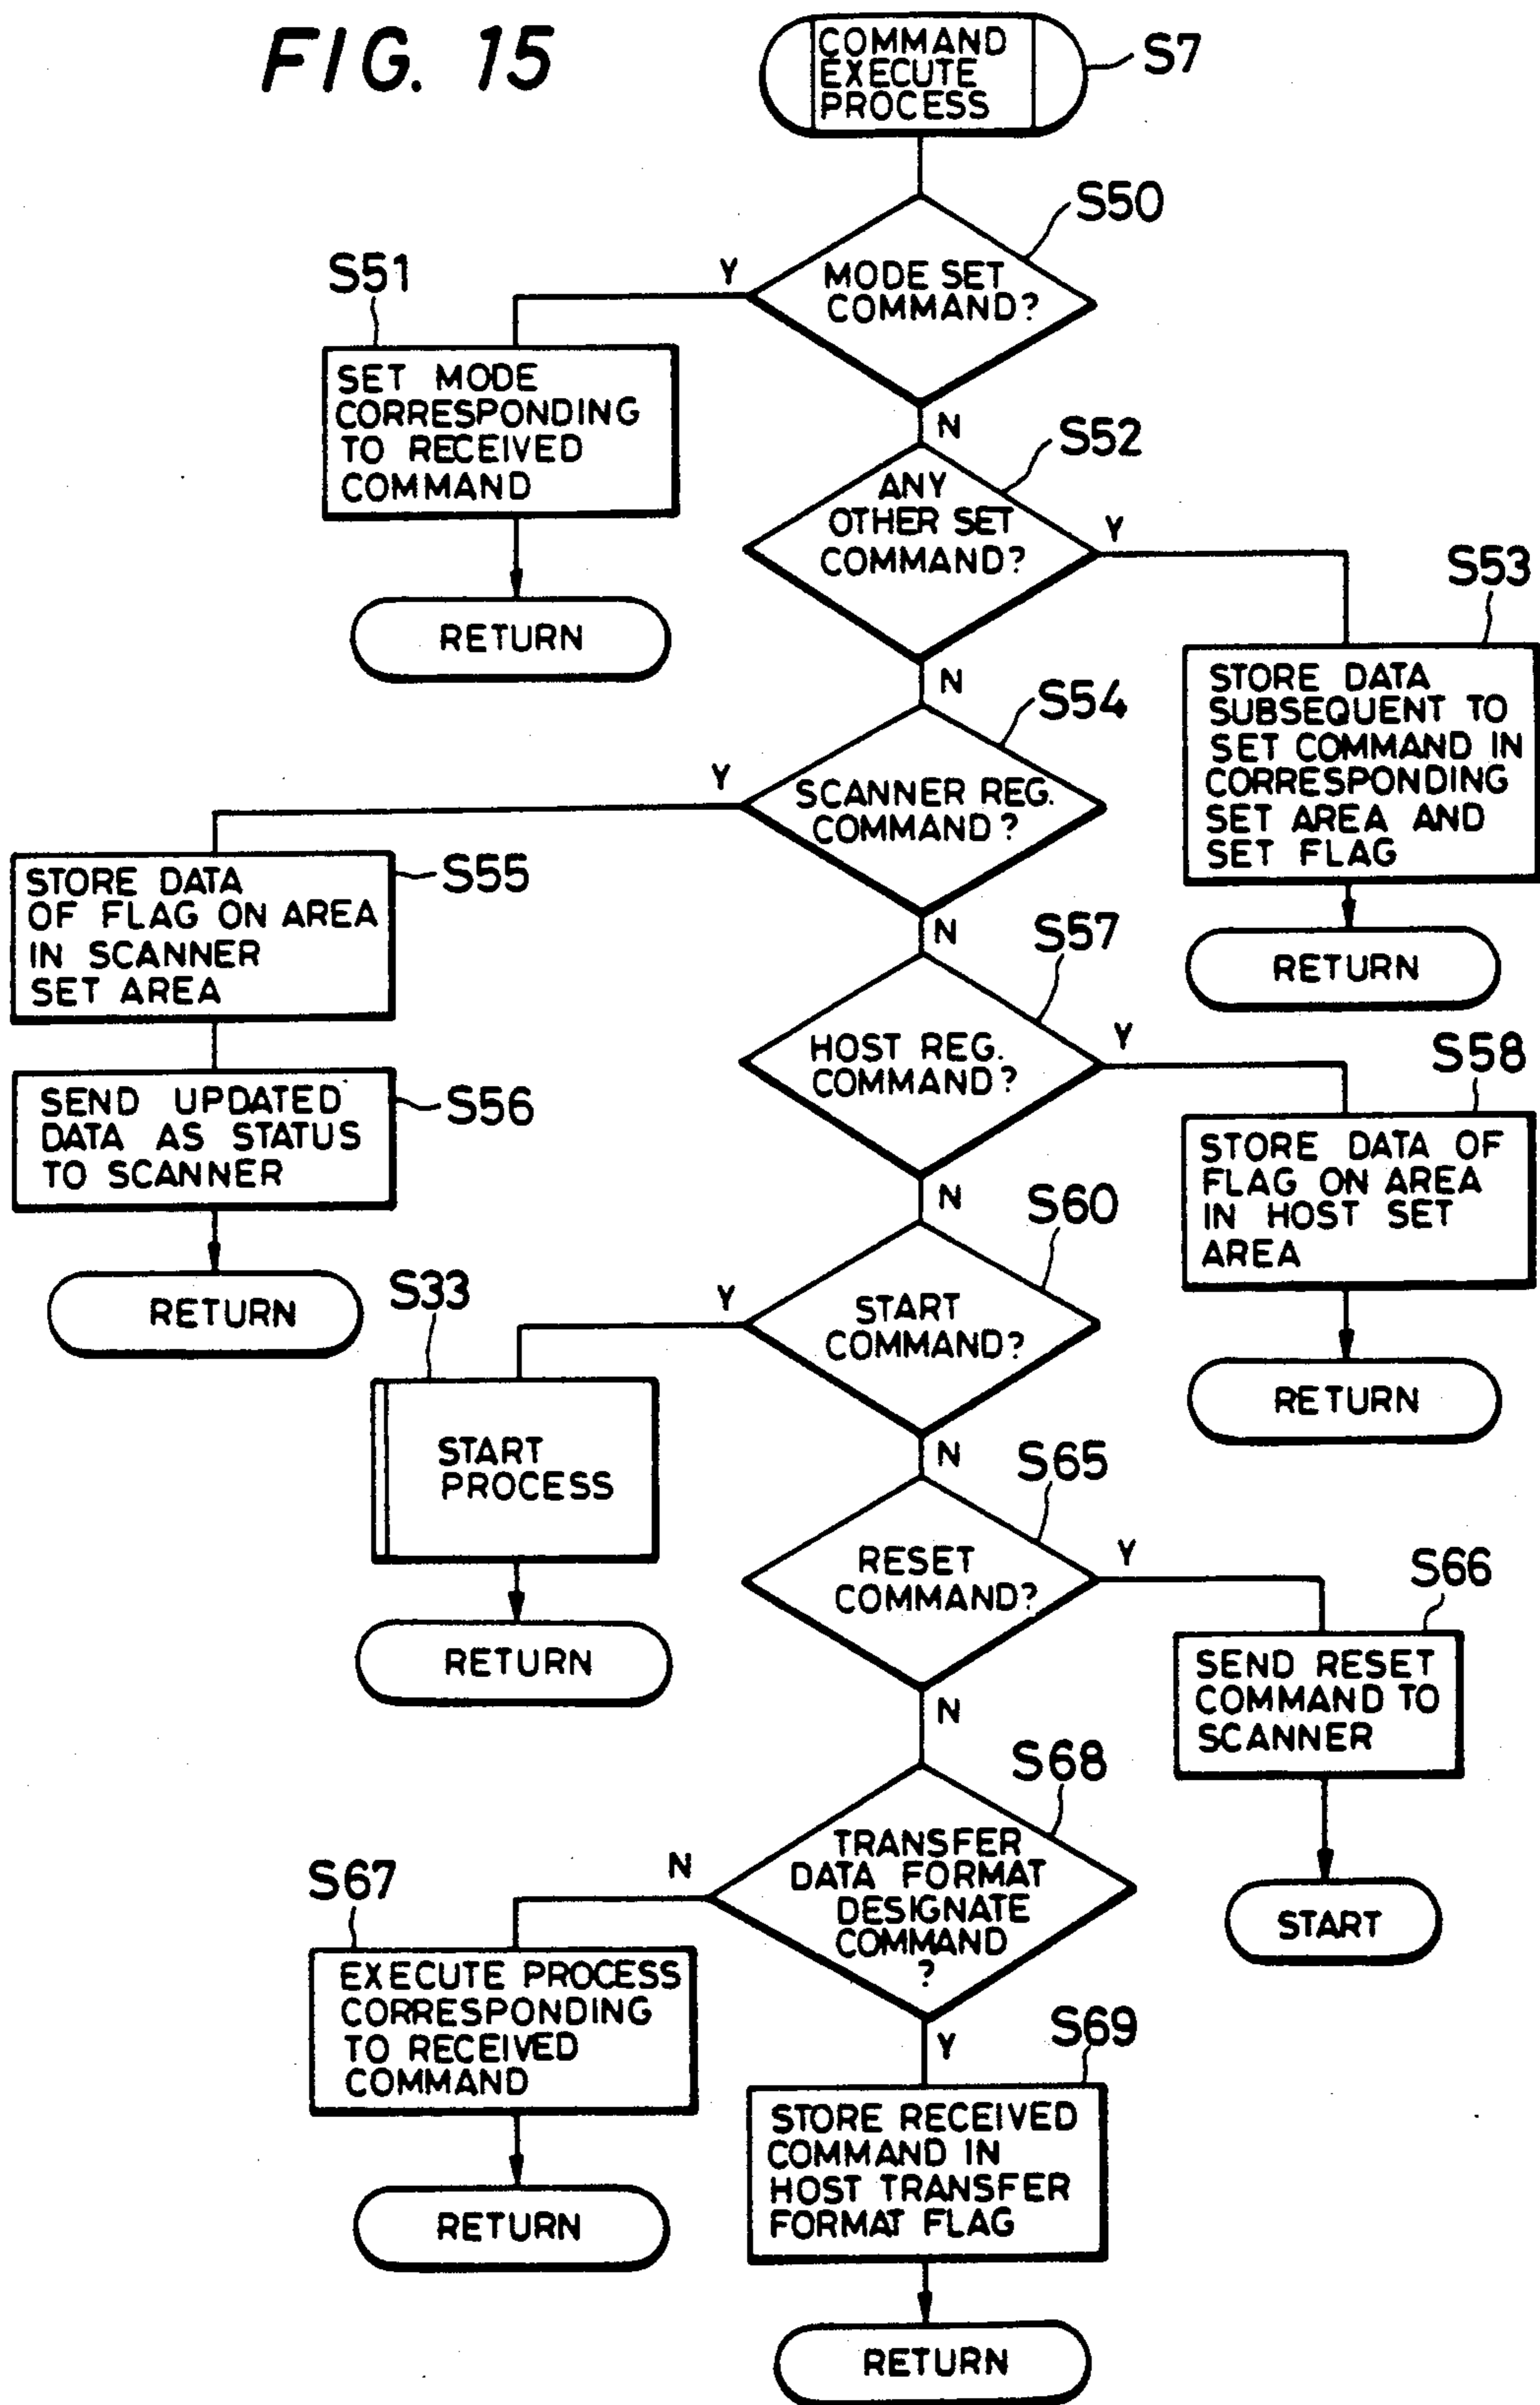 FIG. 15
COMMAND
EXECUTE
PROCESS
S7
S50
MODE SET
COMMAND?
Y
N
S51
SET MODE
CORRESPONDING
TO RECEIVED
COMMAND
RETURN
S52
ANY
OTHER SET
COMMAND?
Y
N
S53
STORE DATA
SUBSEQUENT TO
SET COMMAND IN
CORRESPONDING
SET AREA AND
SET FLAG
RETURN
S54
SCANNER REG.
COMMAND?
Y
N
S55
STORE DATA
OF FLAG ON AREA
IN SCANNER
SET AREA
S56
SEND UPDATED
DATA AS STATUS
TO SCANNER
RETURN
S57
HOST REG.
COMMAND?
Y
N
S58
STORE DATA OF
FLAG ON AREA
IN HOST SET
AREA
RETURN
S60
START
COMMAND?
Y
N
S33
START
PROCESS
RETURN
S65
RESET
COMMAND?
Y
N
S66
SEND RESET
COMMAND TO
SCANNER
START
S68
TRANSFER
DATA FORMAT
DESIGNATE
COMMAND
?
N
Y
S67
EXECUTE PROCESS
CORRESPONDING
TO RECEIVED
COMMAND
RETURN
S69
STORE RECEIVED
COMMAND IN
HOST TRANSFER
FORMAT FLAG
RETURN